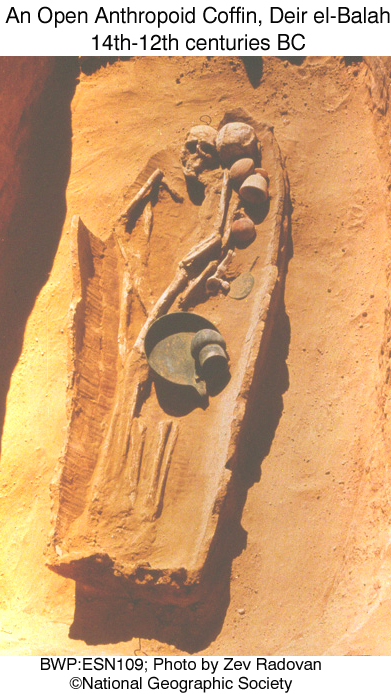 An Open Anthropoid Coffin, Deir el-Balah
14th-12th centuries BC
BWP:ESN109; Photo by Zev Radovan
©National Geographic Society